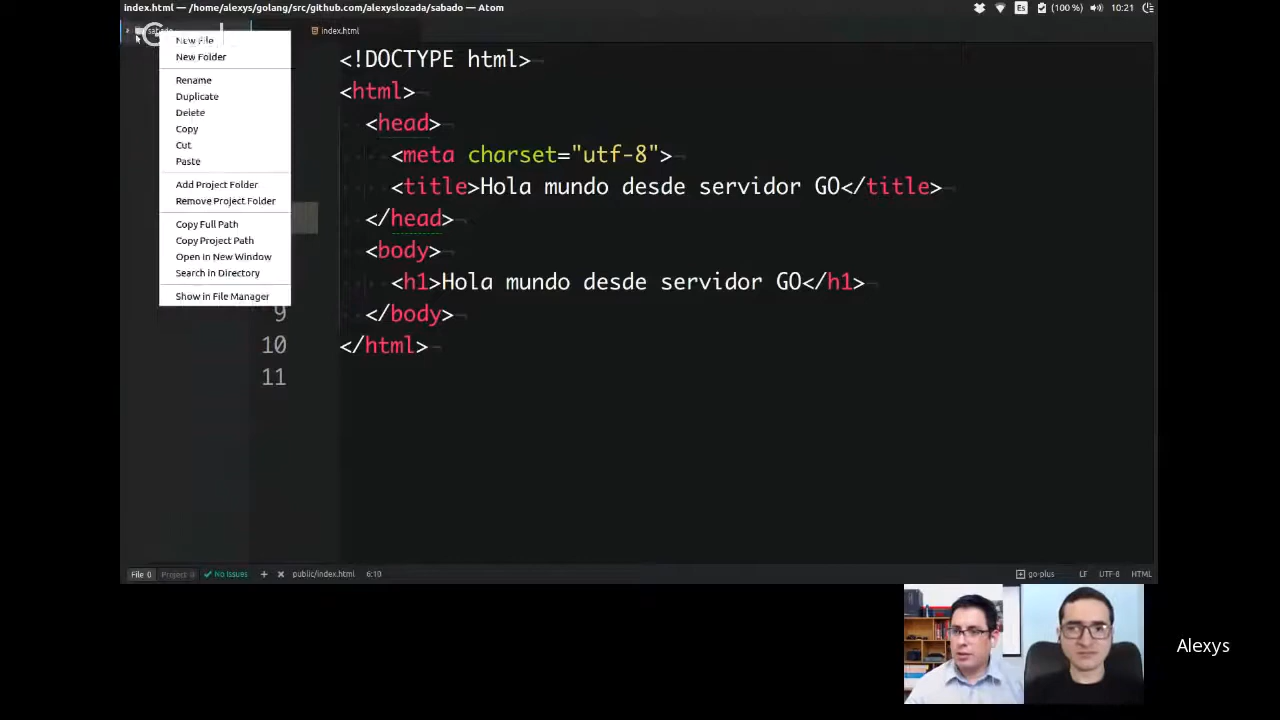 index.html — /home/alexys/golang/src/github.com/alexyslozada/sabado — Atom
Es (100 %) 10:21
sabado
index.html
New File
New Folder
Rename
Duplicate
Delete
Copy
Cut
Paste
Add Project Folder
Remove Project Folder
Copy Full Path
Copy Project Path
Open in New Window
Search in Directory
Show in File Manager
<!DOCTYPE html>
<html>
<head>
<meta charset="utf-8">
<title>Hola mundo desde servidor GO</title>
</head>
<body>
<h1>Hola mundo desde servidor GO</h1>
9 </body>
10 </html>
11
File 0 Project No Issues + × public/index.html 6:10 go-plus LF UTF-8 HTML
Alexys